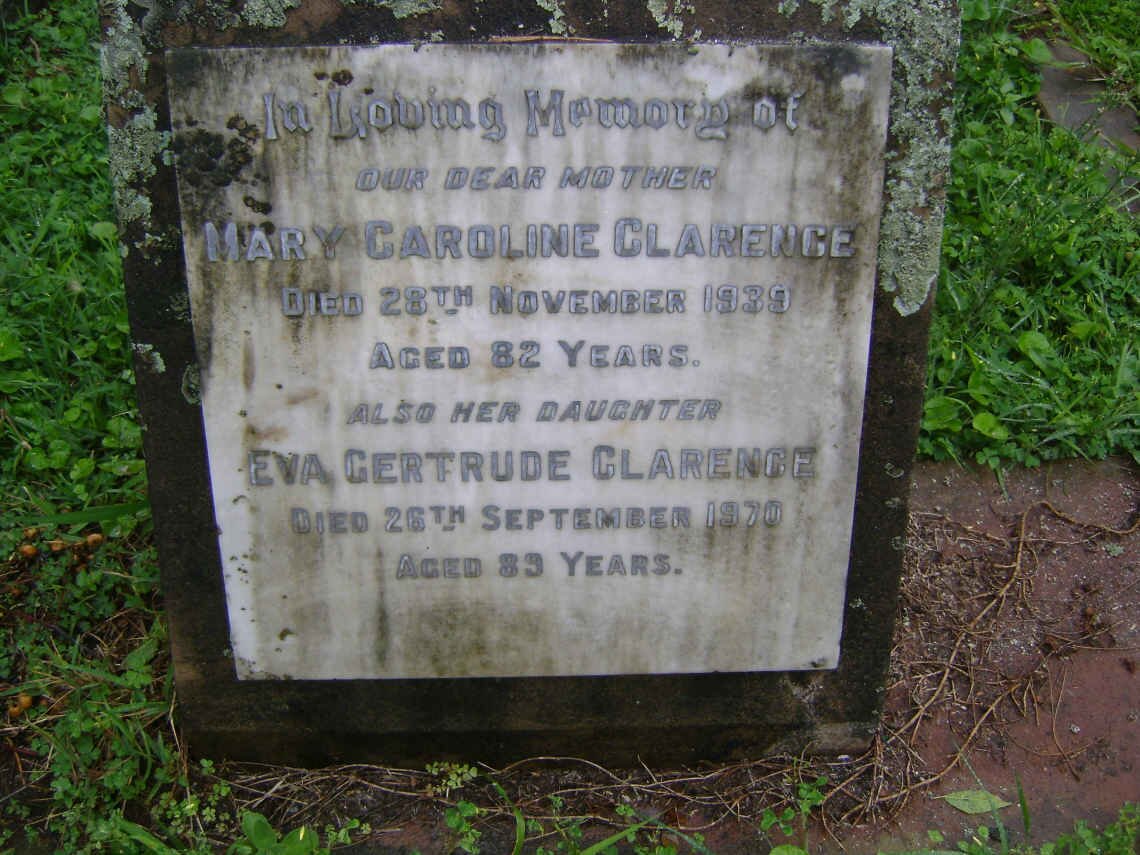 In Loving Memory of
OUR DEAR MOTHER
MARY CAROLINE CLARENCE
DIED 28TH NOVEMBER 1939
AGED 82 YEARS.
ALSO HER DAUGHTER
EVA GERTRUDE CLARENCE
DIED 26TH SEPTEMBER 1970
AGED 89 YEARS.